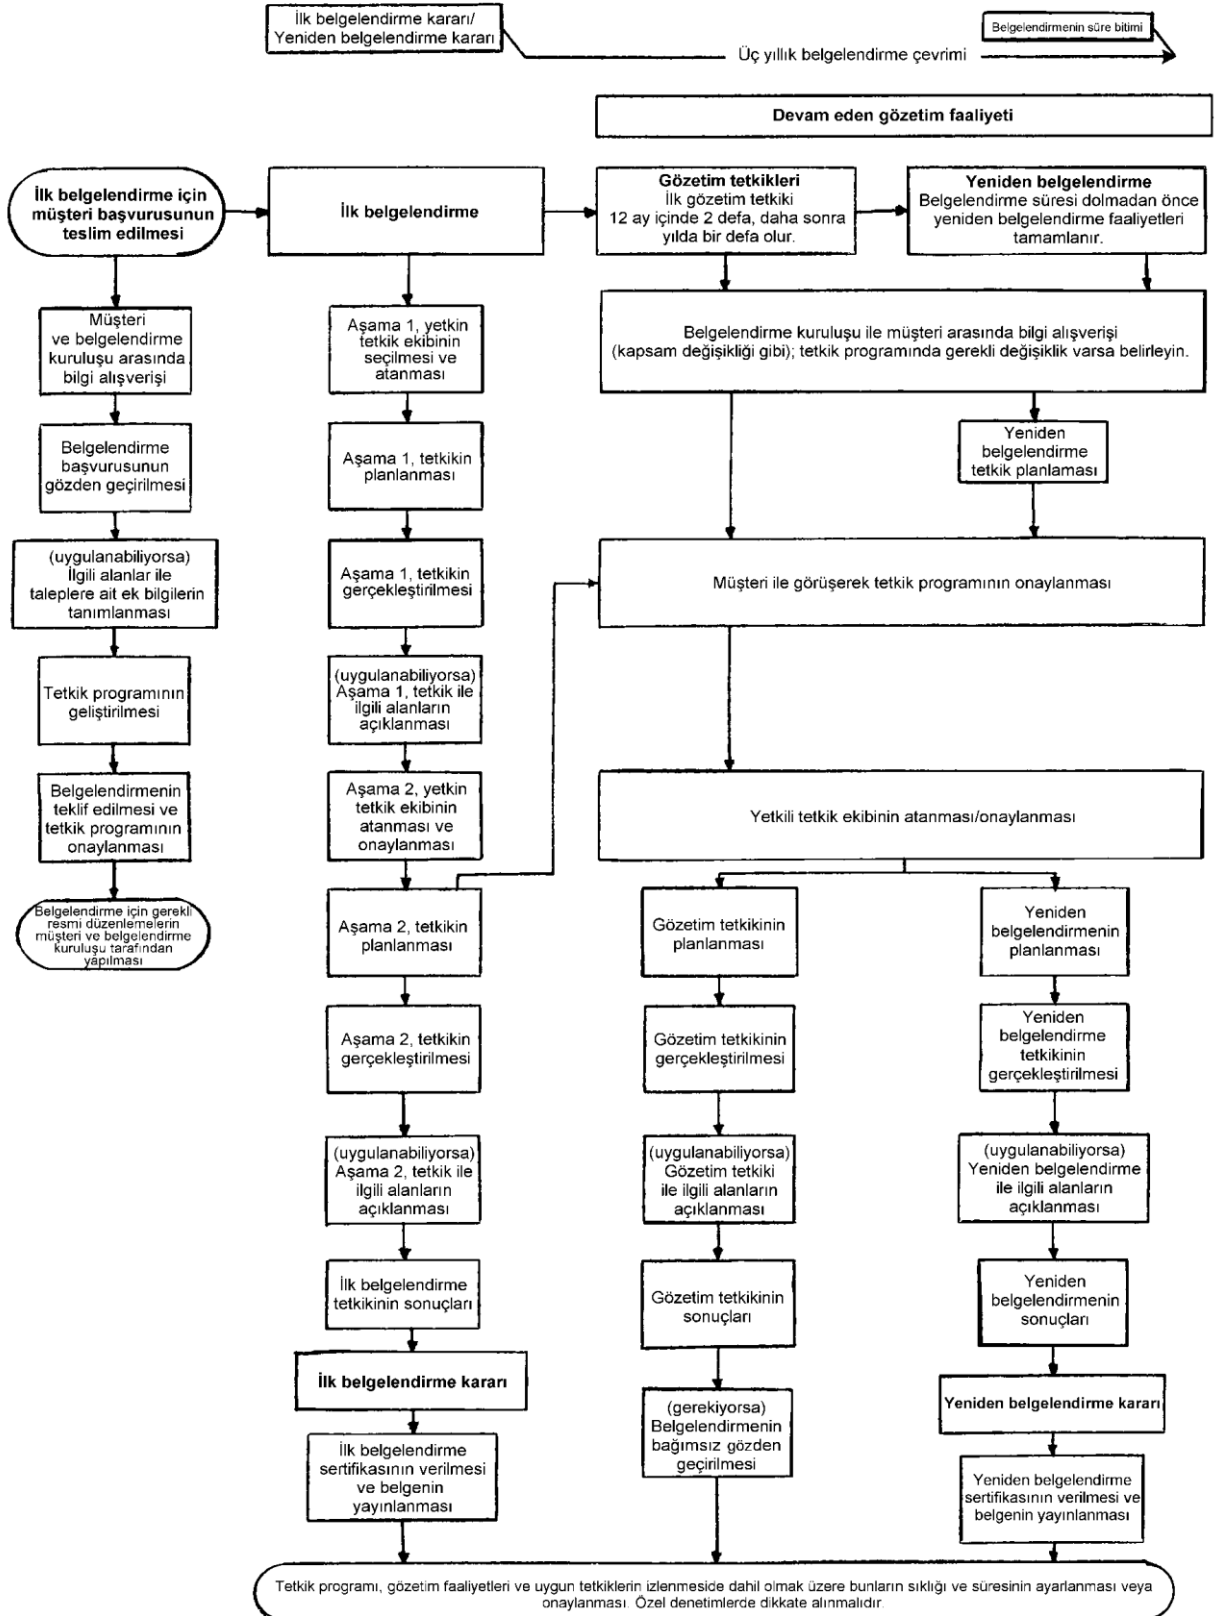 İlk belgelendirme kararı/
Yeniden belgelendirme kararı
Belgelendirmenin süre bitimi
Üç yıllık belgelendirme çevrimi
Devam eden gözetim faaliyeti
İlk belgelendirme için
müşteri başvurusunun
teslim edilmesi
İlk belgelendirme
Gözetim tetkikleri
İlk gözetim tetkiki
12 ay içinde 2 defa, daha sonra
yılda bir defa olur.
Yeniden belgelendirme
Belgelendirme süresi dolmadan önce
yeniden belgelendirme faaliyetleri
tamamlanır.
Müşteri
ve belgelendirme
kuruluşu arasında
bilgi alışverişi
Belgelendirme
başvurusunun
gözden geçirilmesi
(uygulanabiliyorsa)
İlgili alanlar ile
taleplere ait ek bilgilerin
tanımlanması
Tetkik programının
geliştirilmesi
Belgelendirmenin
teklif edilmesi ve
tetkik programının
onaylanması
Belgelendirme için gerekli
resmi düzenlemelerin
müşteri ve belgelendirme
kuruluşu tarafından
yapılması
Aşama 1, yetkin
tetkik ekibinin
seçilmesi ve
atanması
Aşama 1, tetkikin
planlanması
Aşama 1, tetkikin
gerçekleştirilmesi
(uygulanabiliyorsa)
Aşama 1, tetkik ile
ilgili alanların
açıklanması
Aşama 2, yetkin
tetkik ekibinin
atanması ve
onaylanması
Aşama 2, tetkikin
planlanması
Aşama 2, tetkikin
gerçekleştirilmesi
(uygulanabiliyorsa)
Aşama 2, tetkik ile
ilgili alanların
açıklanması
İlk belgelendirme
tetkikinin sonuçları
İlk belgelendirme kararı
İlk belgelendirme
sertifikasının verilmesi
ve belgenin
yayınlanması
Belgelendirme kuruluşu ile müşteri arasında bilgi alışverişi
(kapsam değişikliği gibi); tetkik programında gerekli değişiklik varsa belirleyin.
Yeniden
belgelendirme
tetkik planlaması
Müşteri ile görüşerek tetkik programının onaylanması
Yetkili tetkik ekibinin atanması/onaylanması
Gözetim tetkikinin
planlanması
Gözetim tetkikinin
gerçekleştirilmesi
(uygulanabiliyorsa)
Gözetim tetkiki
ile ilgili alanların
açıklanması
Gözetim tetkikinin
sonuçları
(gerekiyorsa)
Belgelendirmenin
bağımsız gözden
geçirilmesi
Yeniden
belgelendirmenin
planlanması
Yeniden
belgelendirme
tetkikinin
gerçekleştirilmesi
(uygulanabiliyorsa)
Yeniden belgelendirme
ile ilgili alanların
açıklanması
Yeniden
belgelendirmenin
sonuçları
Yeniden belgelendirme kararı
Yeniden belgelendirme
sertifikasının verilmesi ve
belgenin yayınlanması
Tetkik programı, gözetim faaliyetleri ve uygun tetkiklerin izlenmeside dahil olmak üzere bunların sıklığı ve süresinin ayarlanması veya
onaylanması. Özel denetimlerde dikkate alınmalıdır.